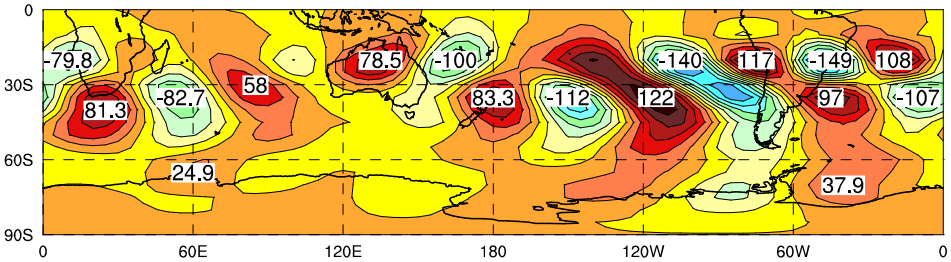 0
-79.8 78.5 -100 -140 117 -149 108
30S
81.3 -82.7 58 83.3 -112 122 97 -107
60S
24.9 37.9
90S
0 60E 120E 180 120W 60W 0